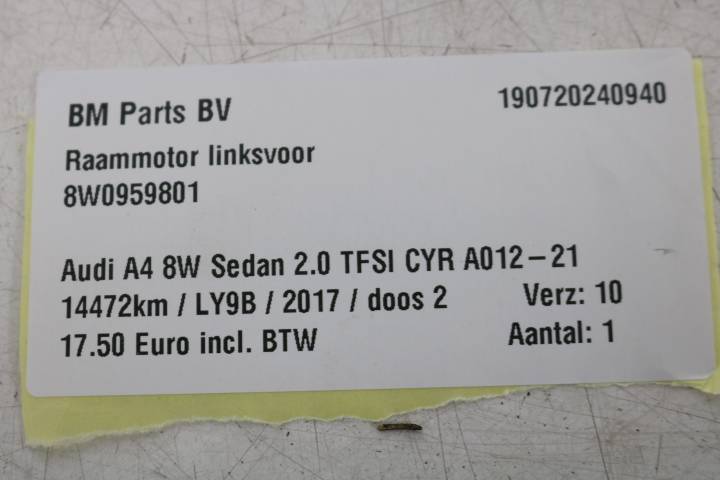 BM Parts BV 190720240940
Raammotor linksvoor
8W0959801
Audi A4 8W Sedan 2.0 TFSI CYR A012-21
14472km / LY9B / 2017 / doos 2 Verz: 10
17.50 Euro incl. BTW Aantal: 1